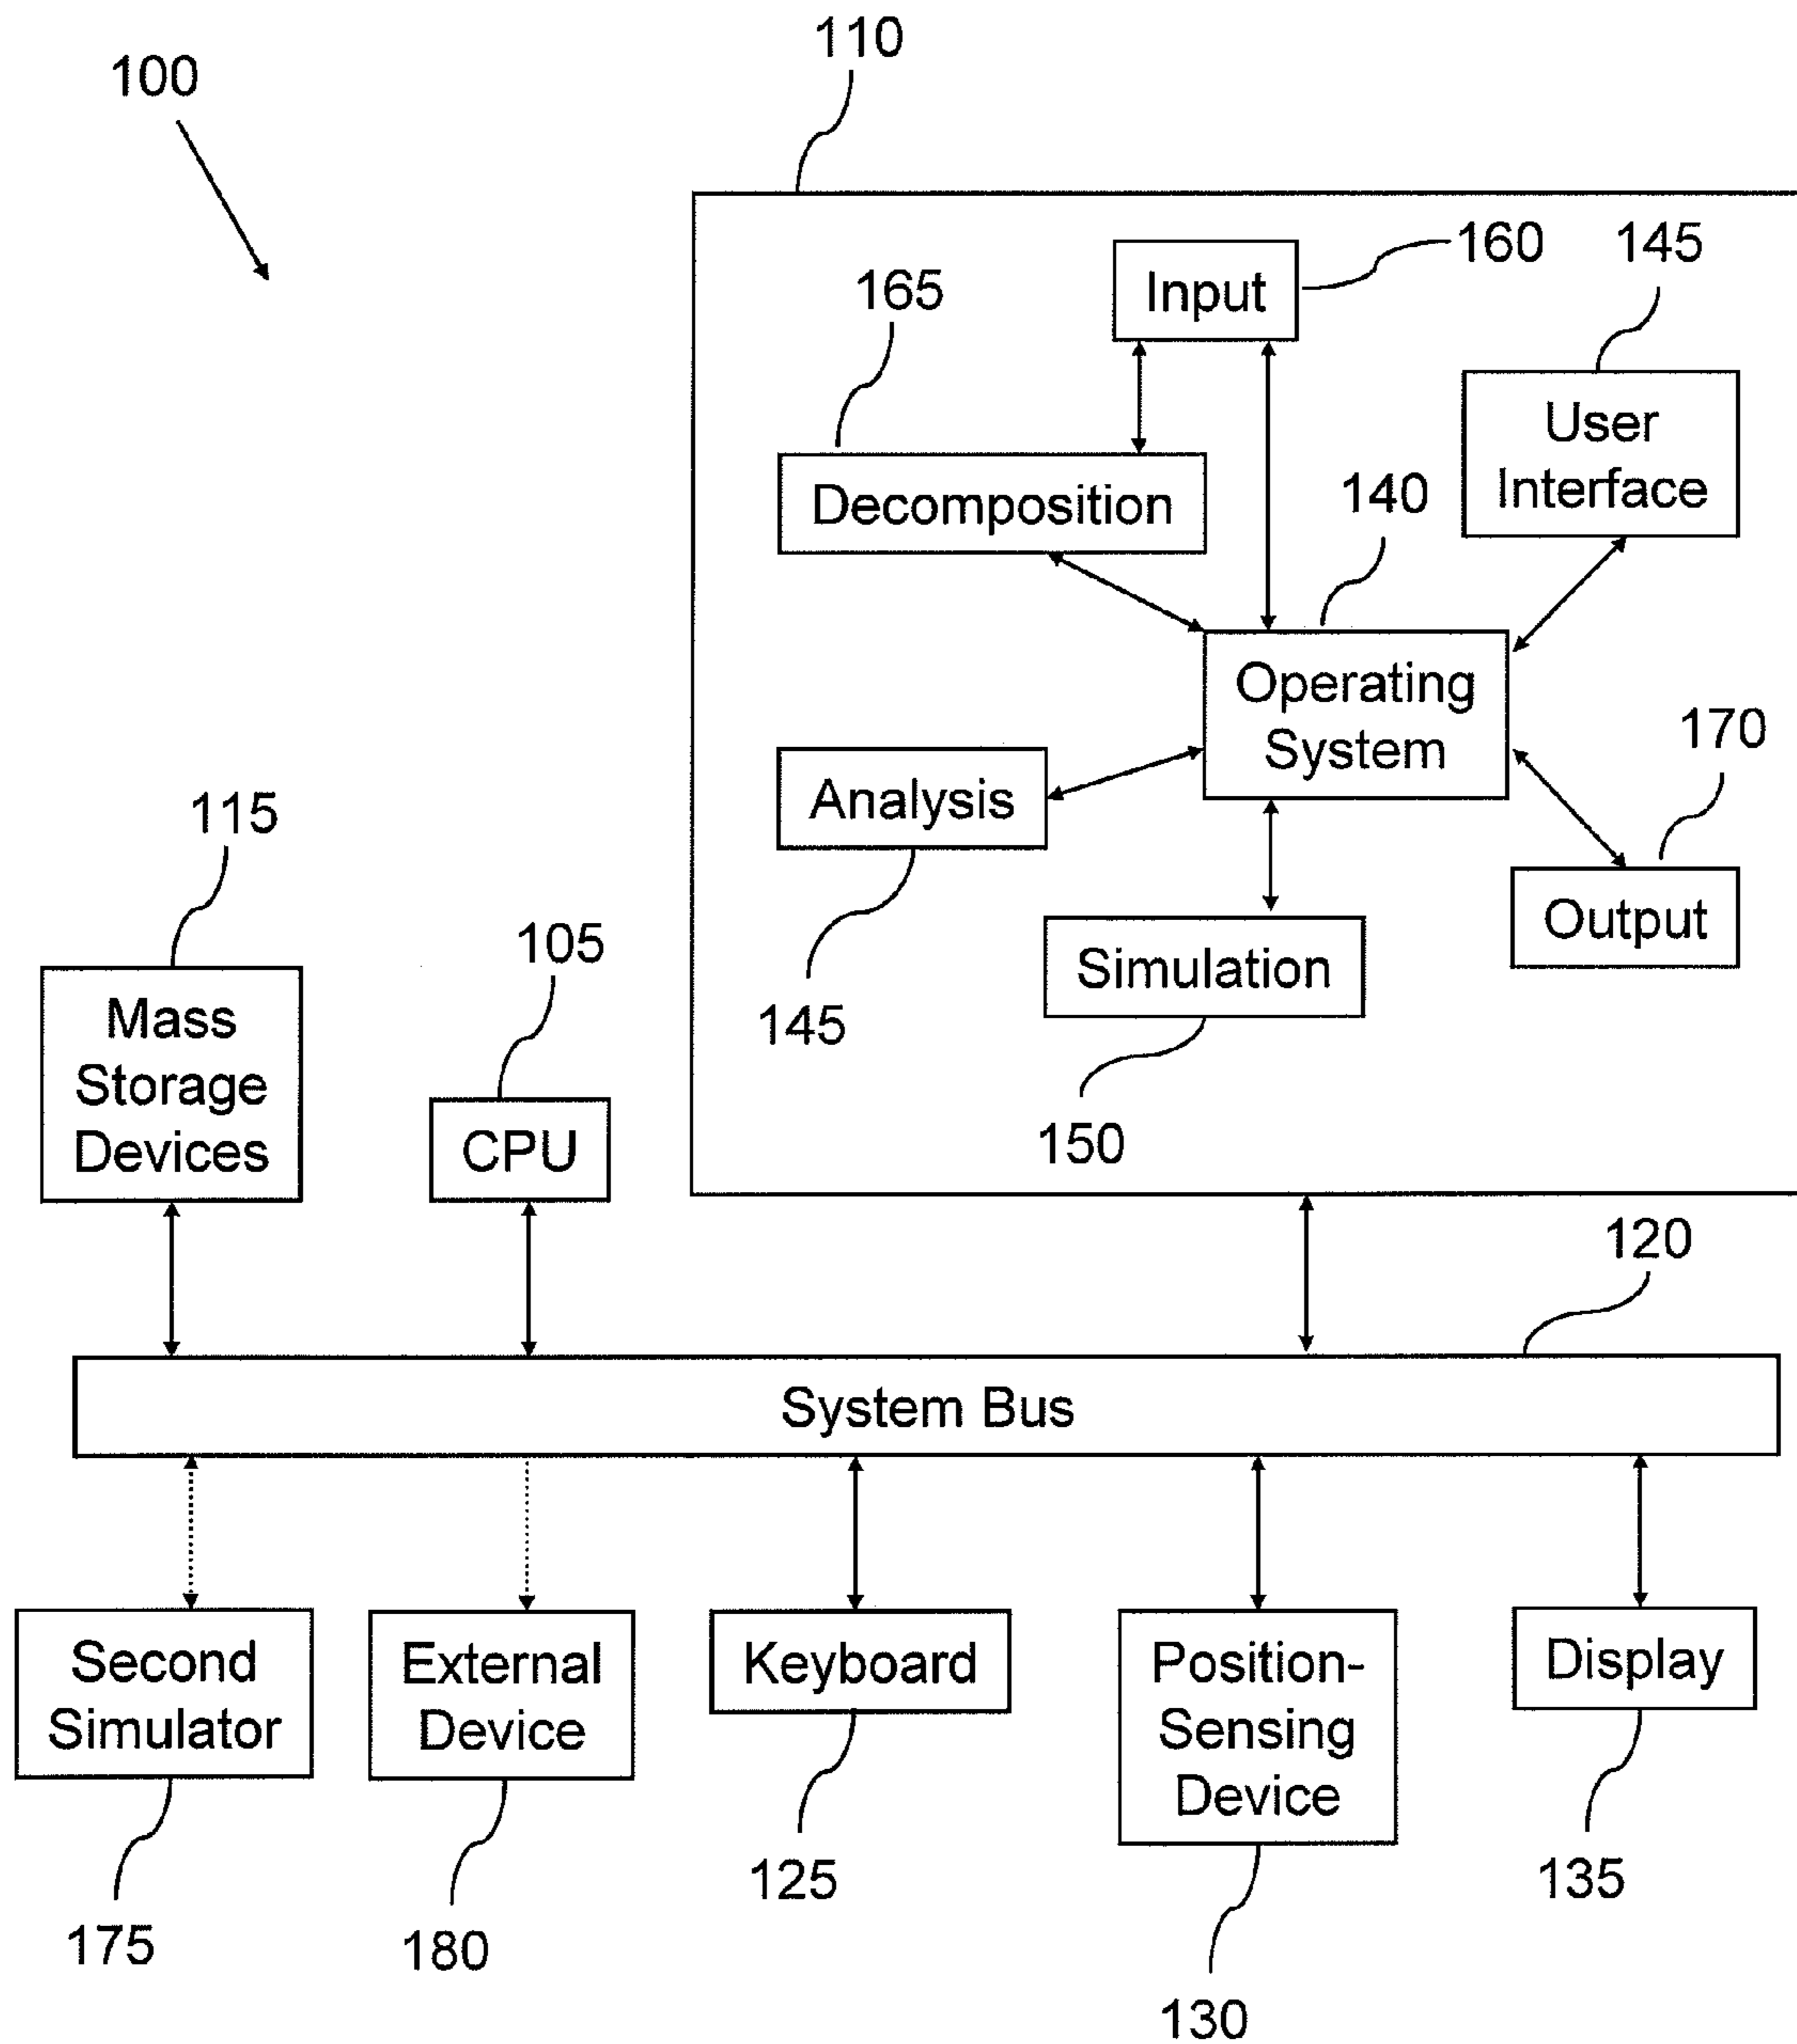 110
100
160
145
Input
165
User
Interface
Decomposition
140
Operating
System
170
Analysis
115
Output
105
Simulation
Mass
Storage
Devices
145
CPU
150
120
System Bus
Second
Simulator
External
Device
Keyboard
Position-
Sensing
Device
Display
125
135
175
180
130